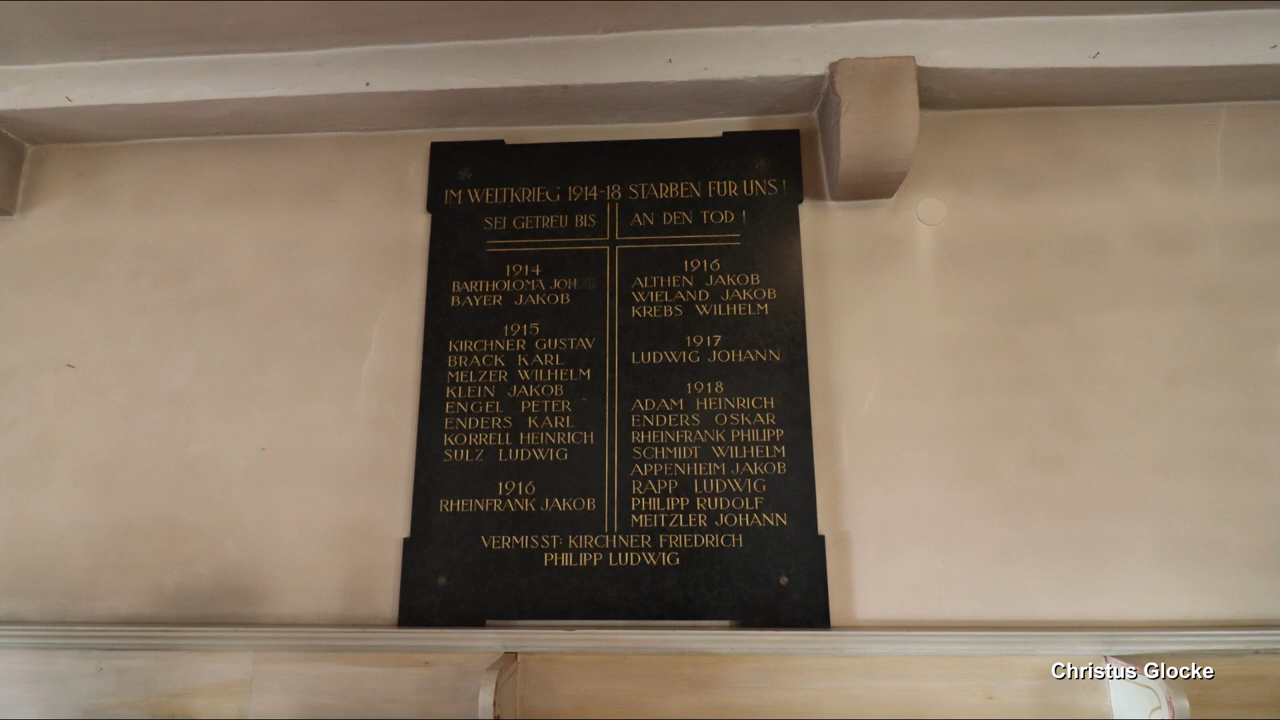 IM WELTKRIEG 1914-18 STARBEN FÜR UNS!
SEI GETREU BIS AN DEN TOD!
1914
BARTHOLOMÄ
BAYER JAKOB
1915
KIRCHNER GUSTAV
BRACK KARL
MELZER WILHELM
KLEIN JAKOB
ENGEL PETER
ENDERS KARL
KORRELL HEINRICH
SULZ LUDWIG
1916
RHEINFRANK JAKOB
1916
ALTHEN JAKOB
WIELAND JAKOB
KREBS WILHELM
1917
LUDWIG JOHANN
1918
ADAM HEINRICH
ENDERS OSKAR
RHEINFRANK PHILIPP
SCHMIDT WILHELM
APPENHEIM JAKOB
RAPP LUDWIG
PHILIPP RUDOLF
MEITZLER JOHANN
VERMISST: KIRCHNER FRIEDRICH
PHILIPP LUDWIG
Christus Glocke